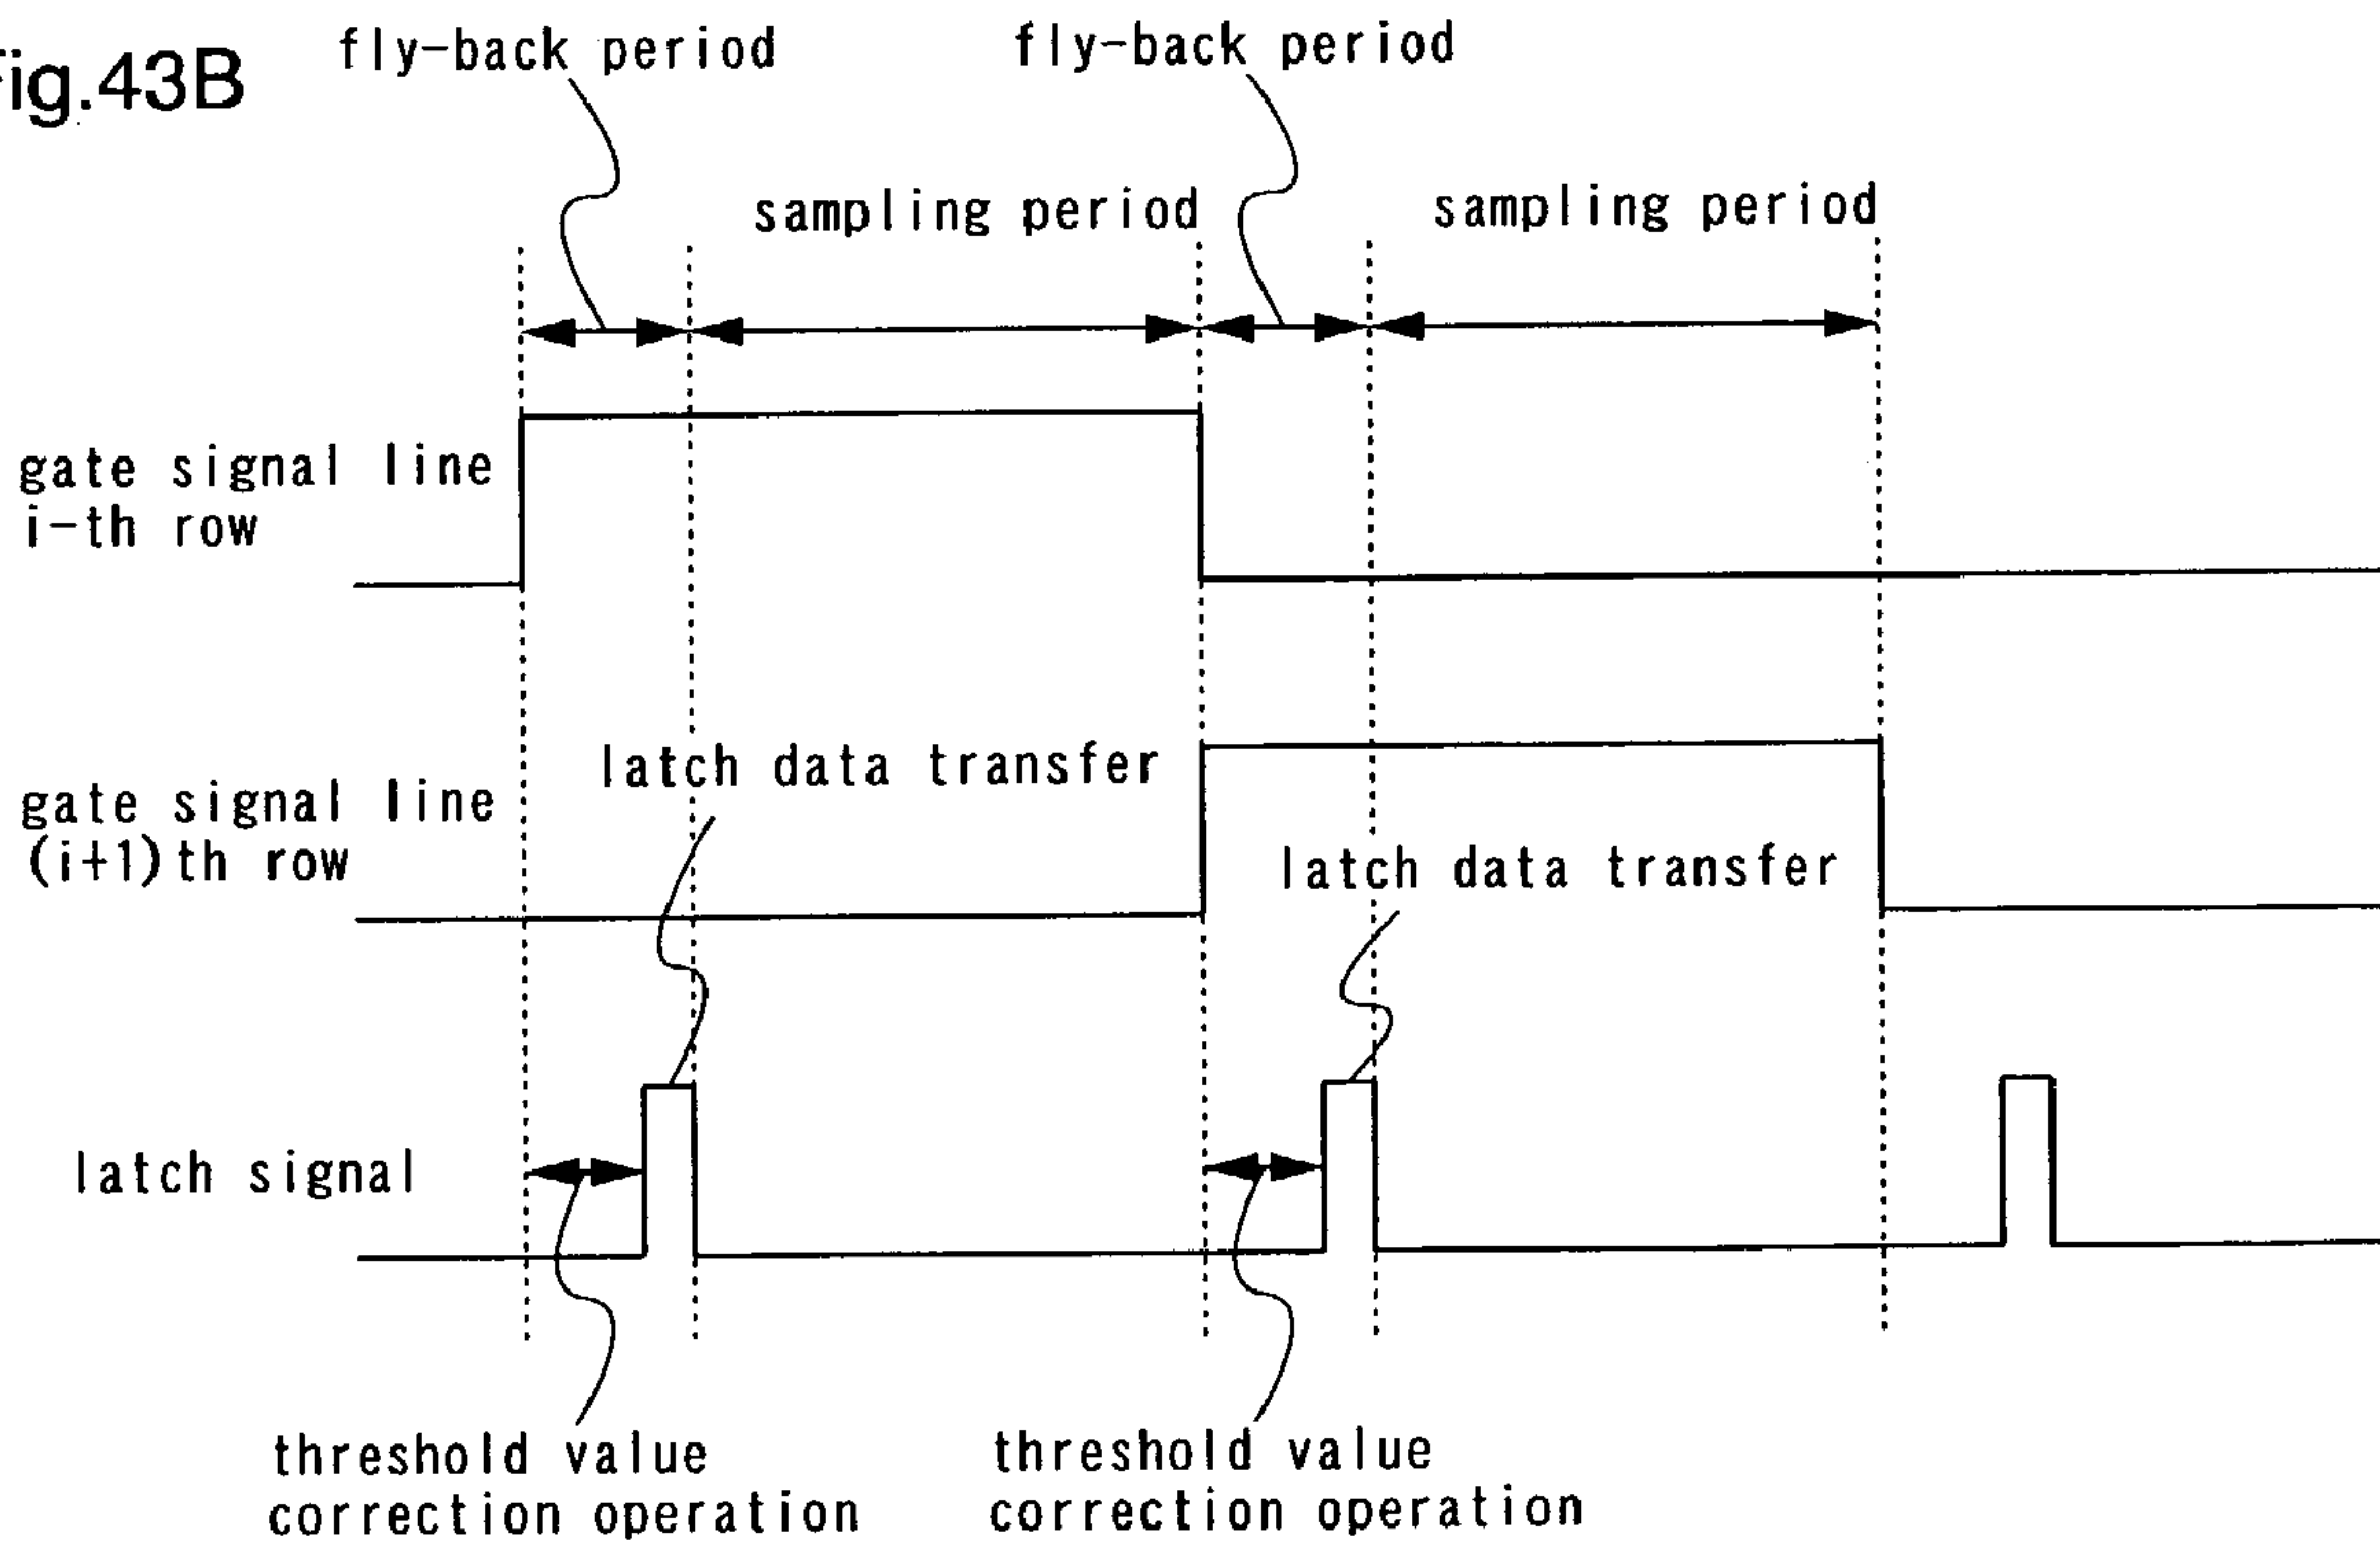 ig.43B
fly-back period
fly-back period
sampling period
sampling period
gate signal line
i-th row
latch data transfer
gate signal line
(i+1)th row
latch data transfer
latch signal
threshold value
correction operation
threshold value
correction operation